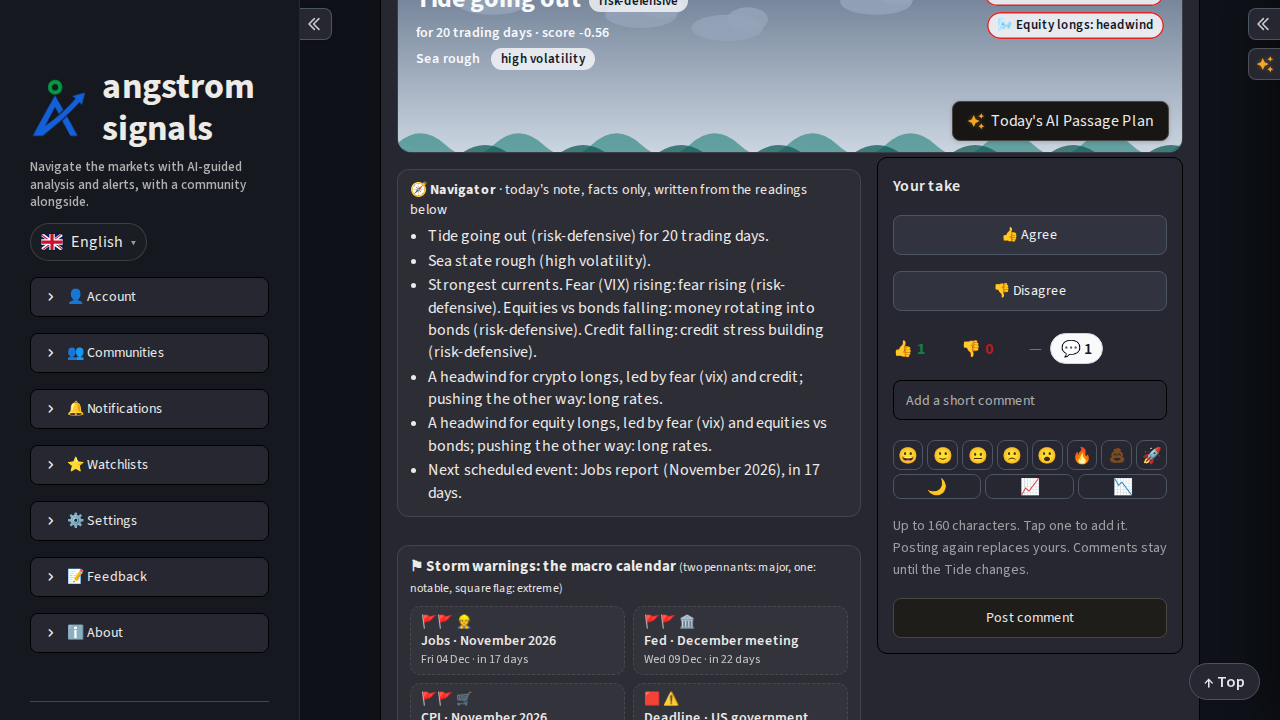 angstrom
signals
Navigate the markets with AI-guided
analysis and alerts, with a community
alongside.
English
Account
Communities
Notifications
Watchlists
Settings
Feedback
About
Tide going out risk-defensive
for 20 trading days · score -0.56
Sea rough high volatility
Equity longs: headwind
Today's AI Passage Plan
Navigator · today's note, facts only, written from the readings
below
• Tide going out (risk-defensive) for 20 trading days.
• Sea state rough (high volatility).
• Strongest currents. Fear (VIX) rising: fear rising (risk-
defensive). Equities vs bonds falling: money rotating into
bonds (risk-defensive). Credit falling: credit stress building
(risk-defensive).
• A headwind for crypto longs, led by fear (vix) and credit;
pushing the other way: long rates.
• A headwind for equity longs, led by fear (vix) and equities vs
bonds; pushing the other way: long rates.
• Next scheduled event: Jobs report (November 2026), in 17
days.
Storm warnings: the macro calendar (two pennants: major, one:
notable, square flag: extreme)
Jobs · November 2026
Fri 04 Dec · in 17 days
Fed · December meeting
Wed 09 Dec · in 22 days
CPI · November 2026
Deadline · US government
Your take
Agree
Disagree
1 0 — 1
Add a short comment
Up to 160 characters. Tap one to add it.
Posting again replaces yours. Comments stay
until the Tide changes.
Post comment
↑ Top